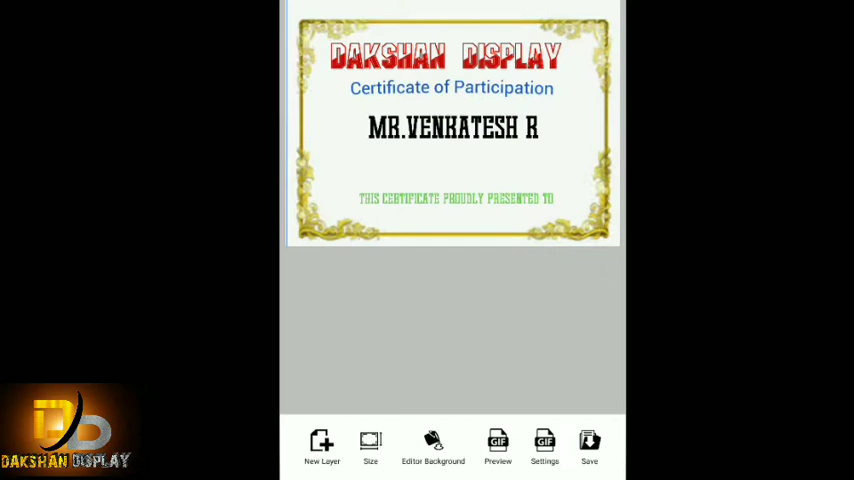 DAKSHAN DISPLAY
Certificate of Participation
MR.VENKATESH R
THIS CERTIFICATE PROUDLY PRESENTED TO
New Layer
Size
Editor Background
GIF
Preview
GIF
Settings
Save
DD
DAKSHAN DISPLAY